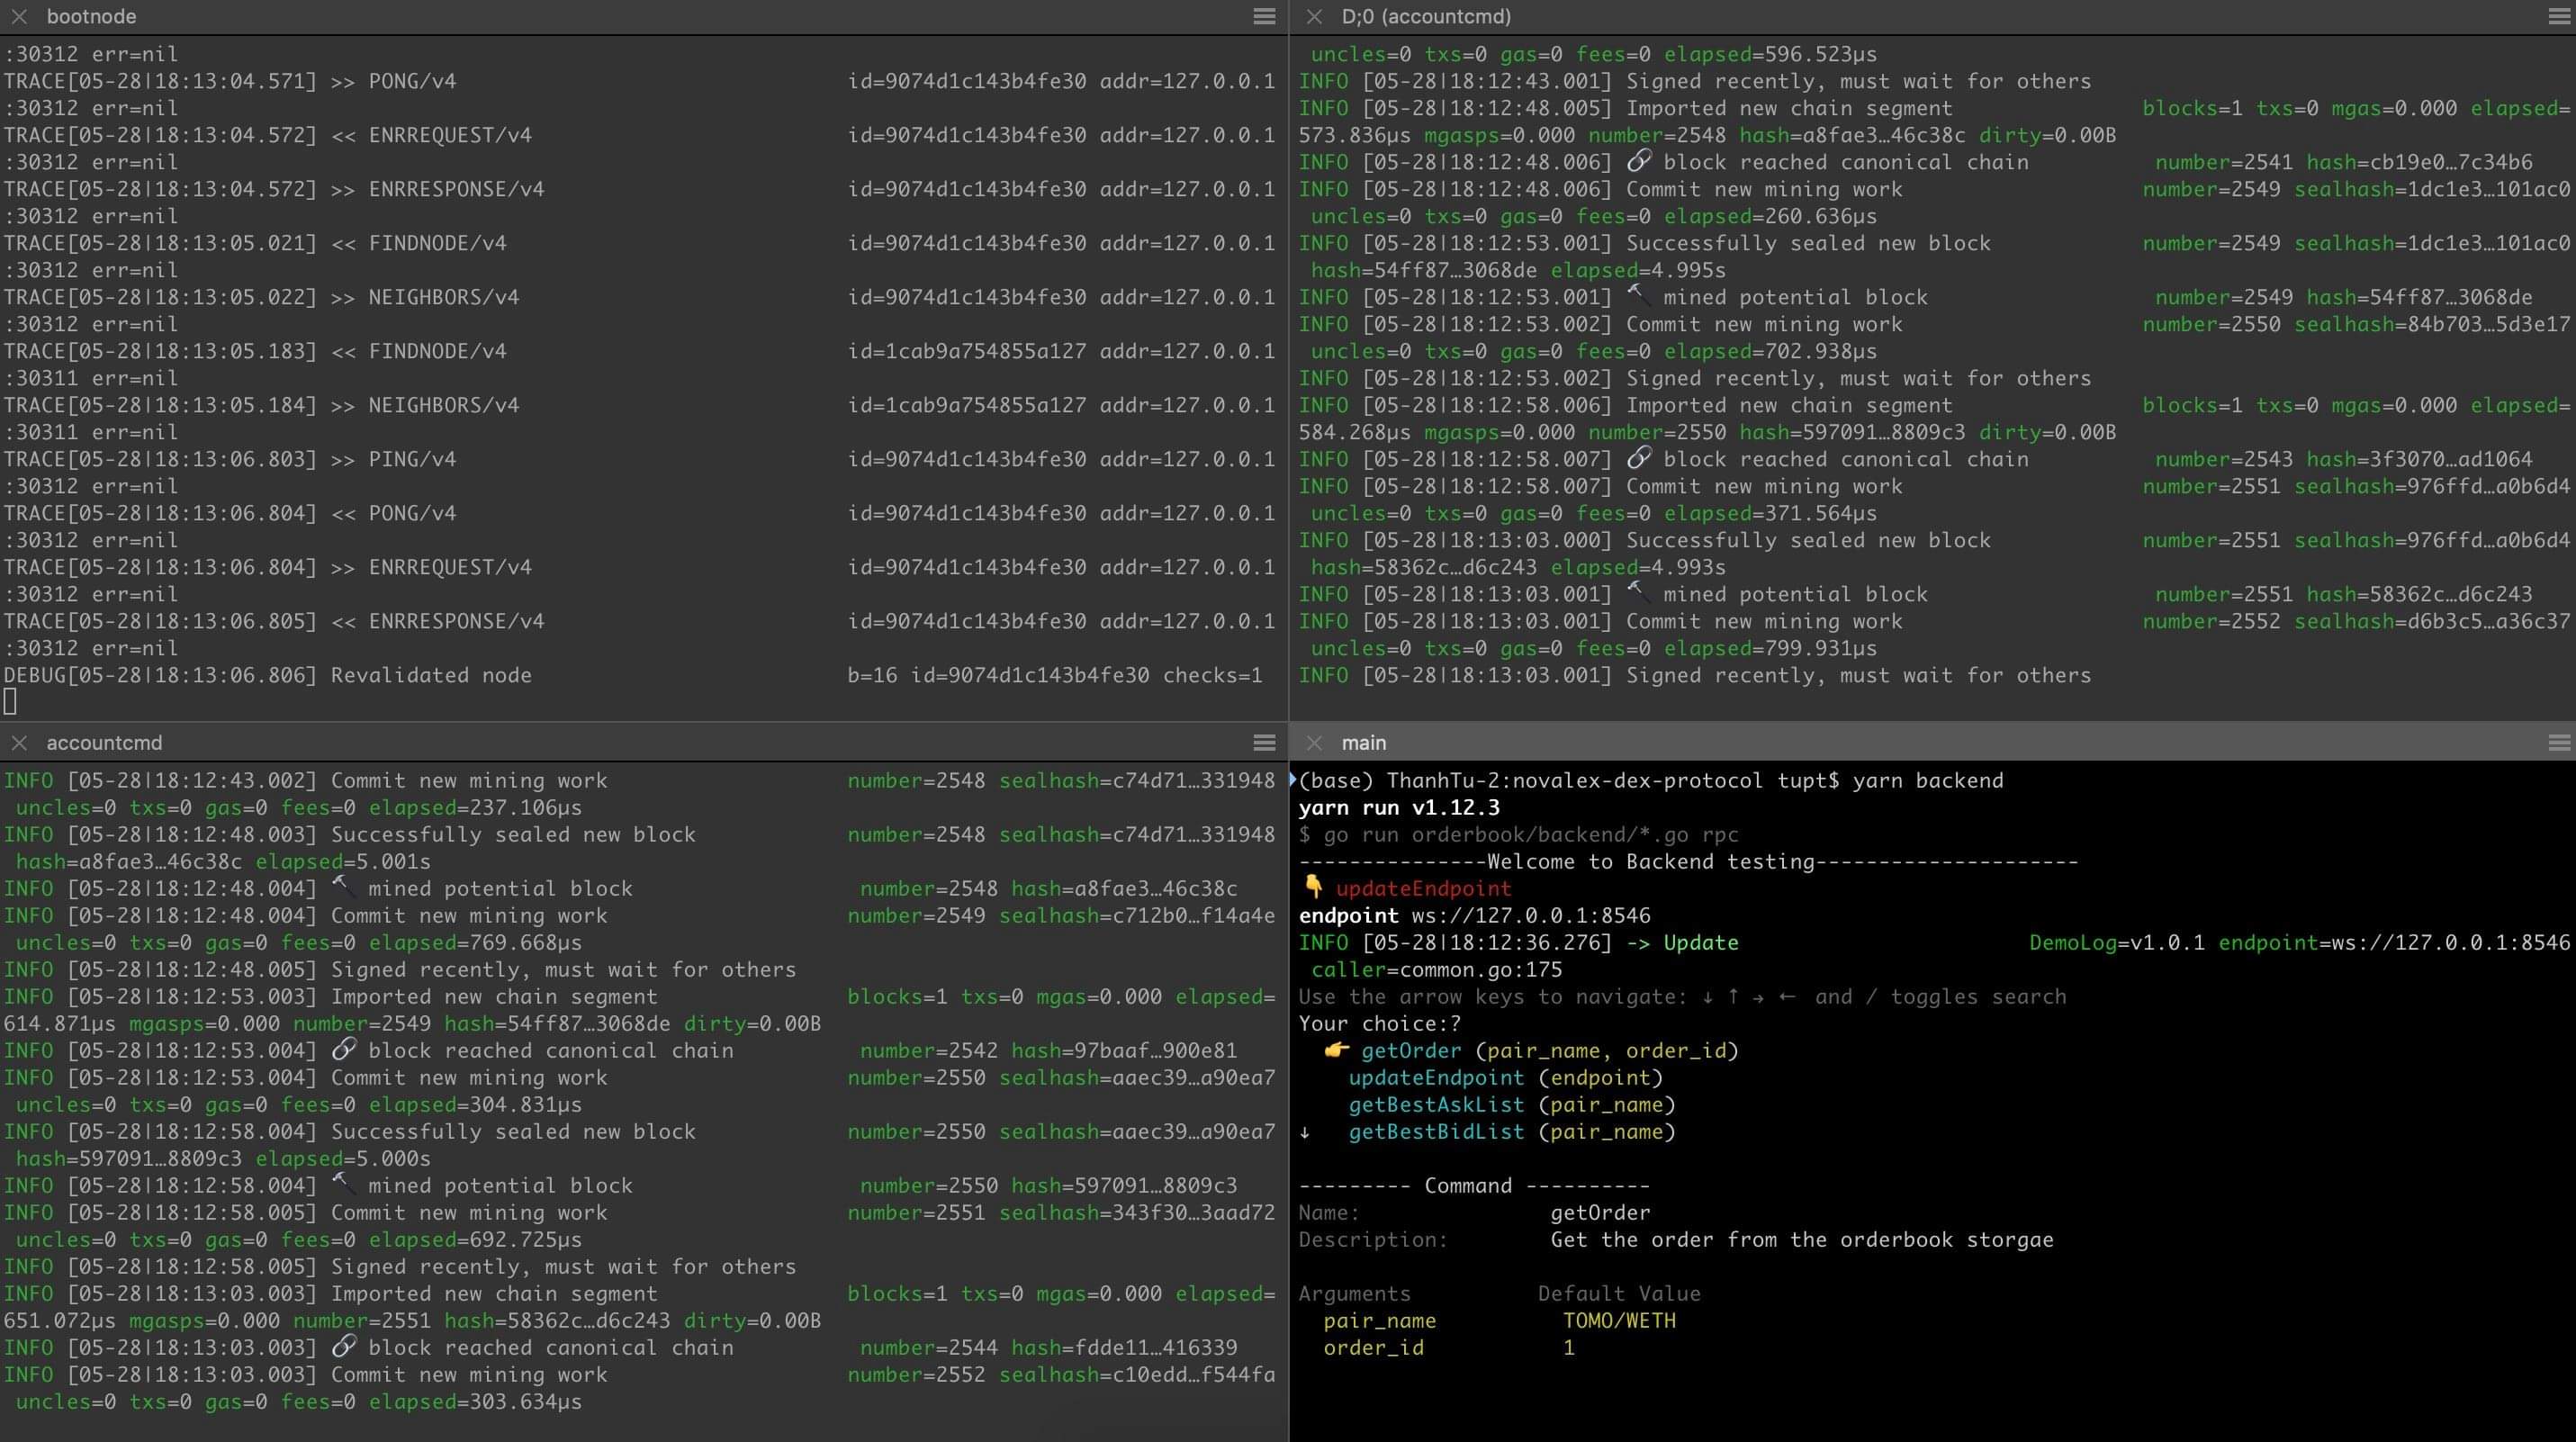 bootnode
:30312 err=nil
TRACE[05-28|18:13:04.571] >> PONG/v4 id=9074d1c143b4fe30 addr=127.0.0.1
:30312 err=nil
TRACE[05-28|18:13:04.572] << ENRREQUEST/v4 id=9074d1c143b4fe30 addr=127.0.0.1
:30312 err=nil
TRACE[05-28|18:13:04.572] >> ENRRESPONSE/v4 id=9074d1c143b4fe30 addr=127.0.0.1
:30312 err=nil
TRACE[05-28|18:13:05.021] << FINDNODE/v4 id=9074d1c143b4fe30 addr=127.0.0.1
:30312 err=nil
TRACE[05-28|18:13:05.022] >> NEIGHBORS/v4 id=9074d1c143b4fe30 addr=127.0.0.1
:30312 err=nil
TRACE[05-28|18:13:05.183] << FINDNODE/v4 id=1cab9a754855a127 addr=127.0.0.1
:30311 err=nil
TRACE[05-28|18:13:05.184] >> NEIGHBORS/v4 id=1cab9a754855a127 addr=127.0.0.1
:30311 err=nil
TRACE[05-28|18:13:06.803] >> PING/v4 id=9074d1c143b4fe30 addr=127.0.0.1
:30312 err=nil
TRACE[05-28|18:13:06.804] << PONG/v4 id=9074d1c143b4fe30 addr=127.0.0.1
:30312 err=nil
TRACE[05-28|18:13:06.804] >> ENRREQUEST/v4 id=9074d1c143b4fe30 addr=127.0.0.1
:30312 err=nil
TRACE[05-28|18:13:06.805] << ENRRESPONSE/v4 id=9074d1c143b4fe30 addr=127.0.0.1
:30312 err=nil
DEBUG[05-28|18:13:06.806] Revalidated node b=16 id=9074d1c143b4fe30 checks=1
D;0 (accountcmd)
uncles=0 txs=0 gas=0 fees=0 elapsed=596.523µs
INFO [05-28|18:12:43.001] Signed recently, must wait for others
INFO [05-28|18:12:48.005] Imported new chain segment blocks=1 txs=0 mgas=0.000 elapsed=
573.836µs mgasps=0.000 number=2548 hash=a8fae3…46c38c dirty=0.00B
INFO [05-28|18:12:48.006] 🔗 block reached canonical chain number=2541 hash=cb19e0…7c34b6
INFO [05-28|18:12:48.006] Commit new mining work number=2549 sealhash=1dc1e3…101ac0
uncles=0 txs=0 gas=0 fees=0 elapsed=260.636µs
INFO [05-28|18:12:53.001] Successfully sealed new block number=2549 sealhash=1dc1e3…101ac0
hash=54ff87…3068de elapsed=4.995s
INFO [05-28|18:12:53.001] 🔨 mined potential block number=2549 hash=54ff87…3068de
INFO [05-28|18:12:53.002] Commit new mining work number=2550 sealhash=84b703…5d3e17
uncles=0 txs=0 gas=0 fees=0 elapsed=702.938µs
INFO [05-28|18:12:53.002] Signed recently, must wait for others
INFO [05-28|18:12:58.006] Imported new chain segment blocks=1 txs=0 mgas=0.000 elapsed=
584.268µs mgasps=0.000 number=2550 hash=597091…8809c3 dirty=0.00B
INFO [05-28|18:12:58.007] 🔗 block reached canonical chain number=2543 hash=3f3070…ad1064
INFO [05-28|18:12:58.007] Commit new mining work number=2551 sealhash=976ffd…a0b6d4
uncles=0 txs=0 gas=0 fees=0 elapsed=371.564µs
INFO [05-28|18:13:03.000] Successfully sealed new block number=2551 sealhash=976ffd…a0b6d4
hash=58362c…d6c243 elapsed=4.993s
INFO [05-28|18:13:03.001] 🔨 mined potential block number=2551 hash=58362c…d6c243
INFO [05-28|18:13:03.001] Commit new mining work number=2552 sealhash=d6b3c5…a36c37
uncles=0 txs=0 gas=0 fees=0 elapsed=799.931µs
INFO [05-28|18:13:03.001] Signed recently, must wait for others
accountcmd
INFO [05-28|18:12:43.002] Commit new mining work number=2548 sealhash=c74d71…331948
uncles=0 txs=0 gas=0 fees=0 elapsed=237.106µs
INFO [05-28|18:12:48.003] Successfully sealed new block number=2548 sealhash=c74d71…331948
hash=a8fae3…46c38c elapsed=5.001s
INFO [05-28|18:12:48.004] 🔨 mined potential block number=2548 hash=a8fae3…46c38c
INFO [05-28|18:12:48.004] Commit new mining work number=2549 sealhash=c712b0…f14a4e
uncles=0 txs=0 gas=0 fees=0 elapsed=769.668µs
INFO [05-28|18:12:48.005] Signed recently, must wait for others
INFO [05-28|18:12:53.003] Imported new chain segment blocks=1 txs=0 mgas=0.000 elapsed=
614.871µs mgasps=0.000 number=2549 hash=54ff87…3068de dirty=0.00B
INFO [05-28|18:12:53.004] 🔗 block reached canonical chain number=2542 hash=97baaf…900e81
INFO [05-28|18:12:53.004] Commit new mining work number=2550 sealhash=aaec39…a90ea7
uncles=0 txs=0 gas=0 fees=0 elapsed=304.831µs
INFO [05-28|18:12:58.004] Successfully sealed new block number=2550 sealhash=aaec39…a90ea7
hash=597091…8809c3 elapsed=5.000s
INFO [05-28|18:12:58.004] 🔨 mined potential block number=2550 hash=597091…8809c3
INFO [05-28|18:12:58.005] Commit new mining work number=2551 sealhash=343f30…3aad72
uncles=0 txs=0 gas=0 fees=0 elapsed=692.725µs
INFO [05-28|18:12:58.005] Signed recently, must wait for others
INFO [05-28|18:13:03.003] Imported new chain segment blocks=1 txs=0 mgas=0.000 elapsed=
651.072µs mgasps=0.000 number=2551 hash=58362c…d6c243 dirty=0.00B
INFO [05-28|18:13:03.003] 🔗 block reached canonical chain number=2544 hash=fdde11…416339
INFO [05-28|18:13:03.003] Commit new mining work number=2552 sealhash=c10edd…f544fa
uncles=0 txs=0 gas=0 fees=0 elapsed=303.634µs
main
(base) ThanhTu-2:novalex-dex-protocol tupt$ yarn backend
yarn run v1.12.3
$ go run orderbook/backend/*.go rpc
---------------Welcome to Backend testing---------------------
👇 updateEndpoint
endpoint ws://127.0.0.1:8546
INFO [05-28|18:12:36.276] -> Update DemoLog=v1.0.1 endpoint=ws://127.0.0.1:8546
caller=common.go:175
Use the arrow keys to navigate: ↓ ↑ → ← and / toggles search
Your choice:?
👉 getOrder (pair_name, order_id)
updateEndpoint (endpoint)
getBestAskList (pair_name)
↓ getBestBidList (pair_name)
--------- Command ----------
Name: getOrder
Description: Get the order from the orderbook storgae
Arguments Default Value
pair_name TOMO/WETH
order_id 1